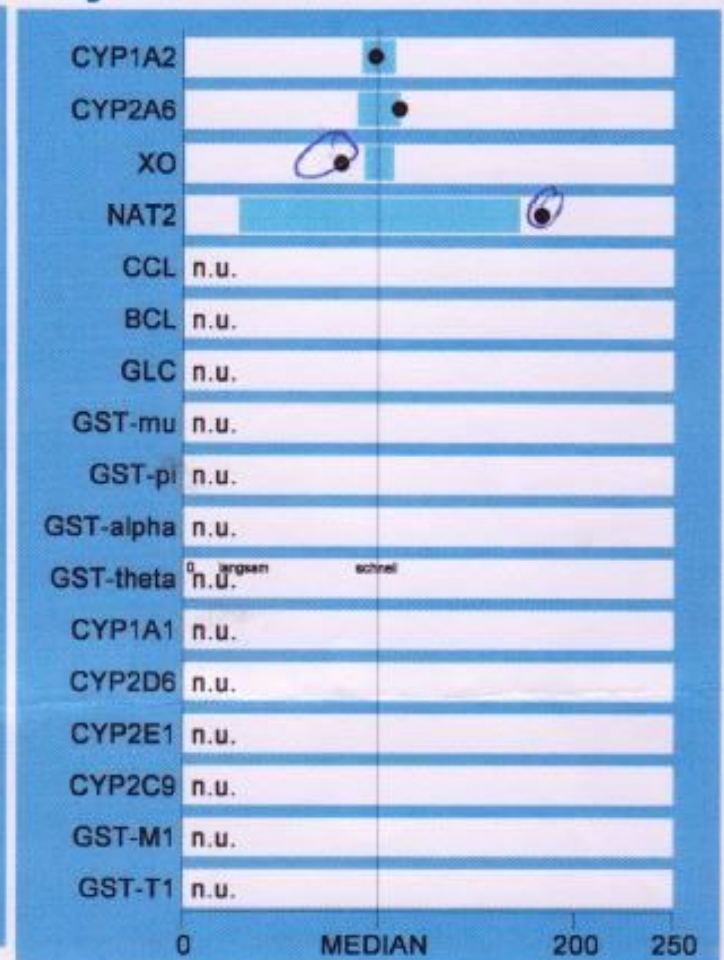 CYP1A2
CYP2A6
XO
NAT2
CCL n.u.
BCL n.u.
GLC n.u.
GST-mu n.u.
GST-pi n.u.
GST-alpha n.u.
0 langsam schnell
GST-theta n.u.
CYP1A1 n.u.
CYP2D6 n.u.
CYP2E1 n.u.
CYP2C9 n.u.
GST-M1 n.u.
GST-T1 n.u.
0 MEDIAN 200 250